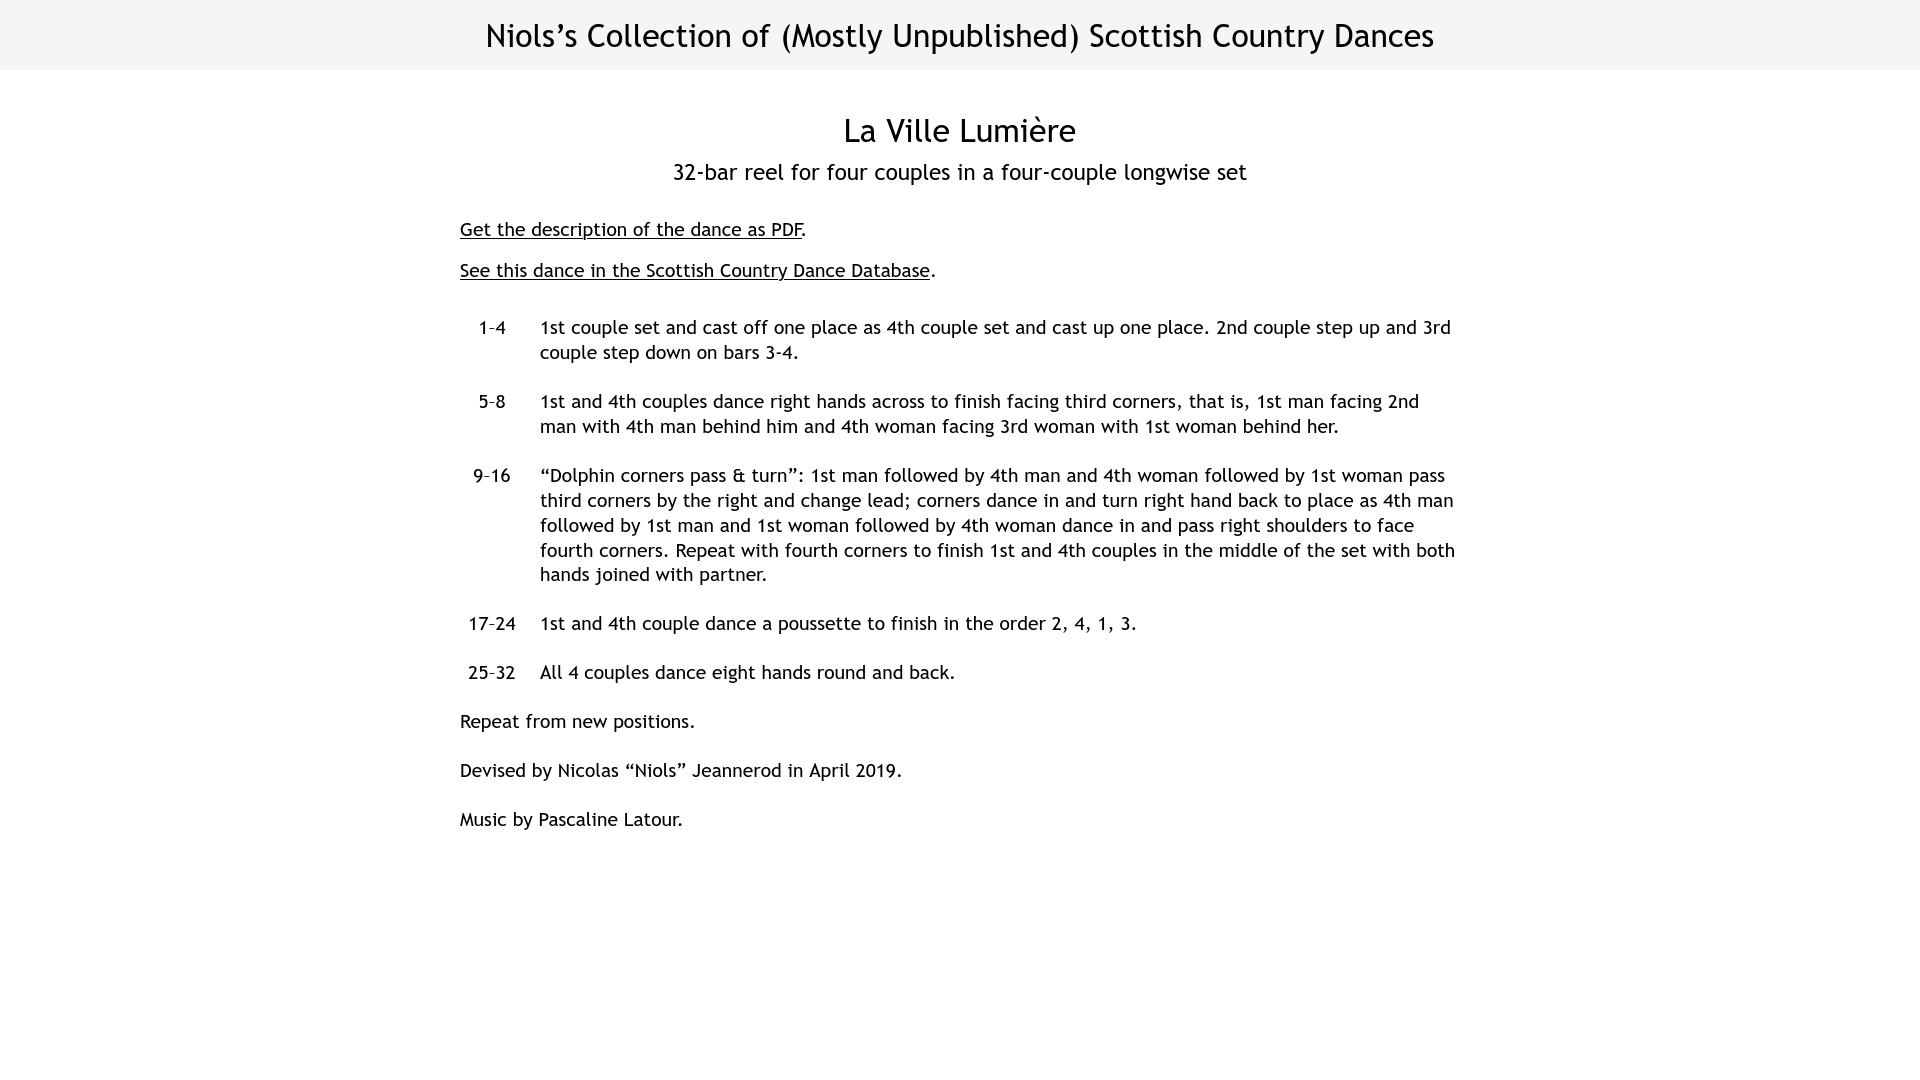 Niols’s Collection of (Mostly Unpublished) Scottish Country Dances
La Ville Lumière
32-bar reel for four couples in a four-couple longwise set
Get the description of the dance as PDF.
See this dance in the Scottish Country Dance Database.
1–4 1st couple set and cast off one place as 4th couple set and cast up one place. 2nd couple step up and 3rd
couple step down on bars 3-4.
5–8 1st and 4th couples dance right hands across to finish facing third corners, that is, 1st man facing 2nd
man with 4th man behind him and 4th woman facing 3rd woman with 1st woman behind her.
9–16 “Dolphin corners pass & turn”: 1st man followed by 4th man and 4th woman followed by 1st woman pass
third corners by the right and change lead; corners dance in and turn right hand back to place as 4th man
followed by 1st man and 1st woman followed by 4th woman dance in and pass right shoulders to face
fourth corners. Repeat with fourth corners to finish 1st and 4th couples in the middle of the set with both
hands joined with partner.
17–24 1st and 4th couple dance a poussette to finish in the order 2, 4, 1, 3.
25–32 All 4 couples dance eight hands round and back.
Repeat from new positions.
Devised by Nicolas “Niols” Jeannerod in April 2019.
Music by Pascaline Latour.